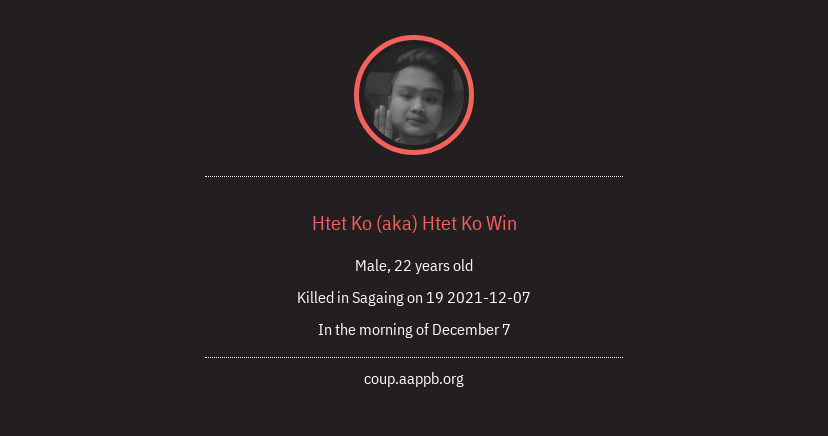 Htet Ko (aka) Htet Ko Win
Male, 22 years old
Killed in Sagaing on 19 2021-12-07
In the morning of December 7
coup.aappb.org